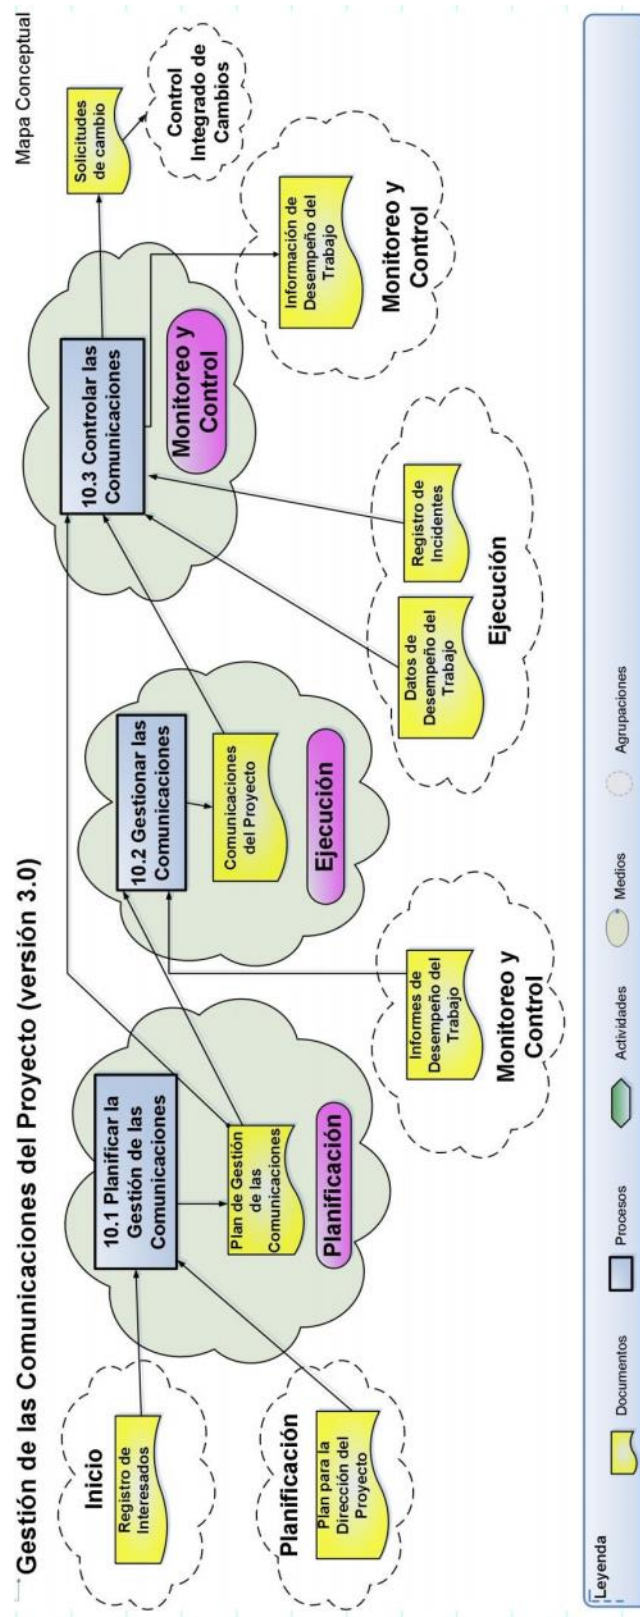 Gestión de las Comunicaciones del Proyecto (versión 3.0)
Mapa Conceptual
Inicio
Registro de
Interesados
Planificación
Plan para la
Dirección del
Proyecto
10.1 Planificar la
Gestión de las
Comunicaciones
Plan de Gestión
de las
Comunicaciones
Planificación
Informes de
Desempeño del
Trabajo
Monitoreo y
Control
10.2 Gestionar las
Comunicaciones
Comunicaciones
del Proyecto
Ejecución
Datos de
Desempeño del
Trabajo
Registro de
Incidentes
Ejecución
10.3 Controlar las
Comunicaciones
Monitoreo y
Control
Información de
Desempeño del
Trabajo
Monitoreo y
Control
Solicitudes
de cambio
Control
Integrado de
Cambios
Leyenda
Documentos
Procesos
Actividades
Medios
Agrupaciones